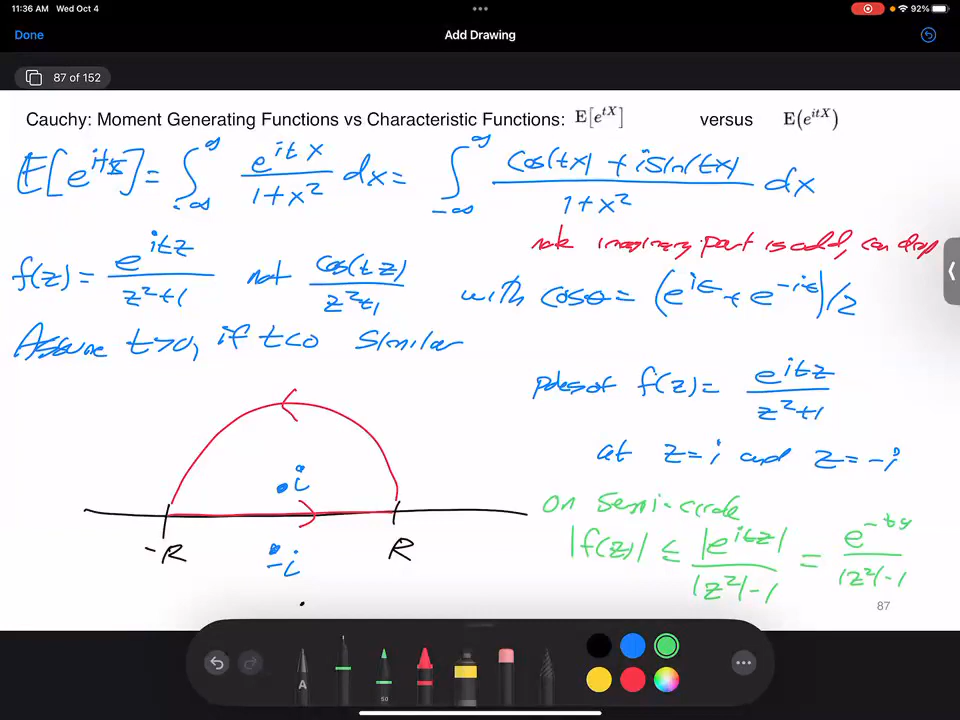 11:36 AM Wed Oct 4
92%
Done
Add Drawing
87 of 152
Cauchy: Moment Generating Functions vs Characteristic Functions: E[e^{tX}] versus E(e^{itX})
E[e^{itX}] = ∫_{-∞}^{∞} e^{itx}/(1+x²) dx = ∫_{-∞}^{∞} (cos(tx) + i sin(tx))/(1+x²) dx
note imaginary part is odd, can drop
f(z) = e^{itz}/(z²+1) not cos(tz)/(z²+1) with cosθ = (e^{iθ} + e^{-iθ})/2
Assume t>0, if t<0 similar
poles of f(z) = e^{itz}/(z²+1)
at z=i and z=-i
i
-R
-i
R
on semi-circle
|f(z)| ≤ |e^{itz}|/(|z²|-1) = e^{-ty}/(|z²|-1)
87
A
50